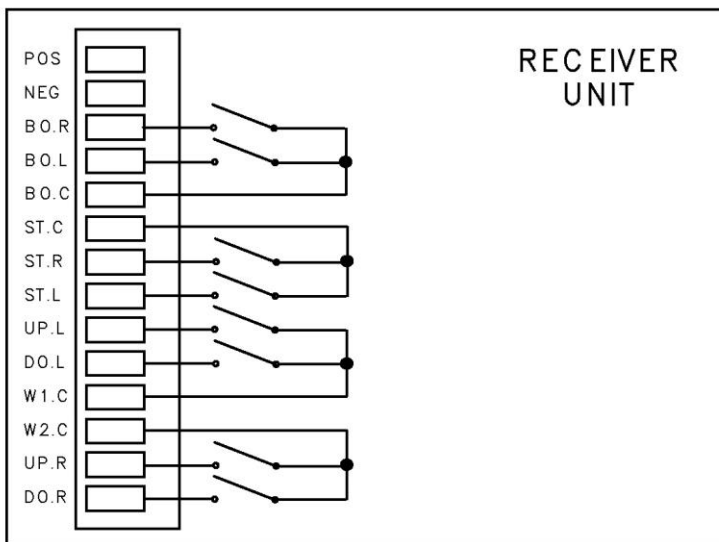 RECEIVER
UNIT
POS
NEG
BO.R
BO.L
BO.C
ST.C
ST.R
ST.L
UP.L
DO.L
W1.C
W2.C
UP.R
DO.R